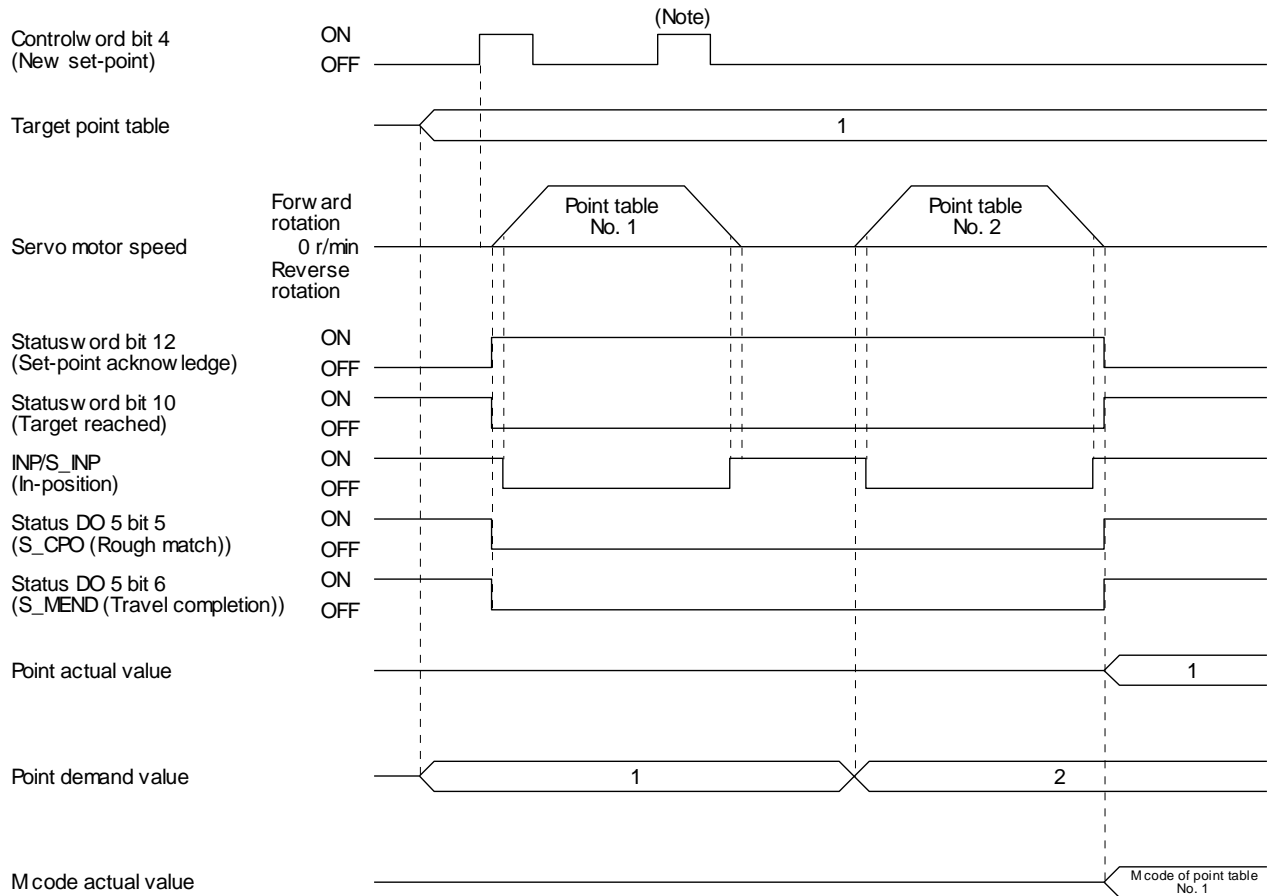 (Note)
Controlword bit 4
(New set-point)
ON
OFF
Target point table
1
Forward
rotation
0 r/min
Reverse
rotation
Servo motor speed
Point table
No. 1
Point table
No. 2
Statusword bit 12
(Set-point acknowledge)
ON
OFF
Statusword bit 10
(Target reached)
ON
OFF
INP/S_INP
(In-position)
ON
OFF
Status DO 5 bit 5
(S_CPO (Rough match))
ON
OFF
Status DO 5 bit 6
(S_MEND (Travel completion))
ON
OFF
Point actual value
1
Point demand value
1
2
M code actual value
M code of point table
No. 1